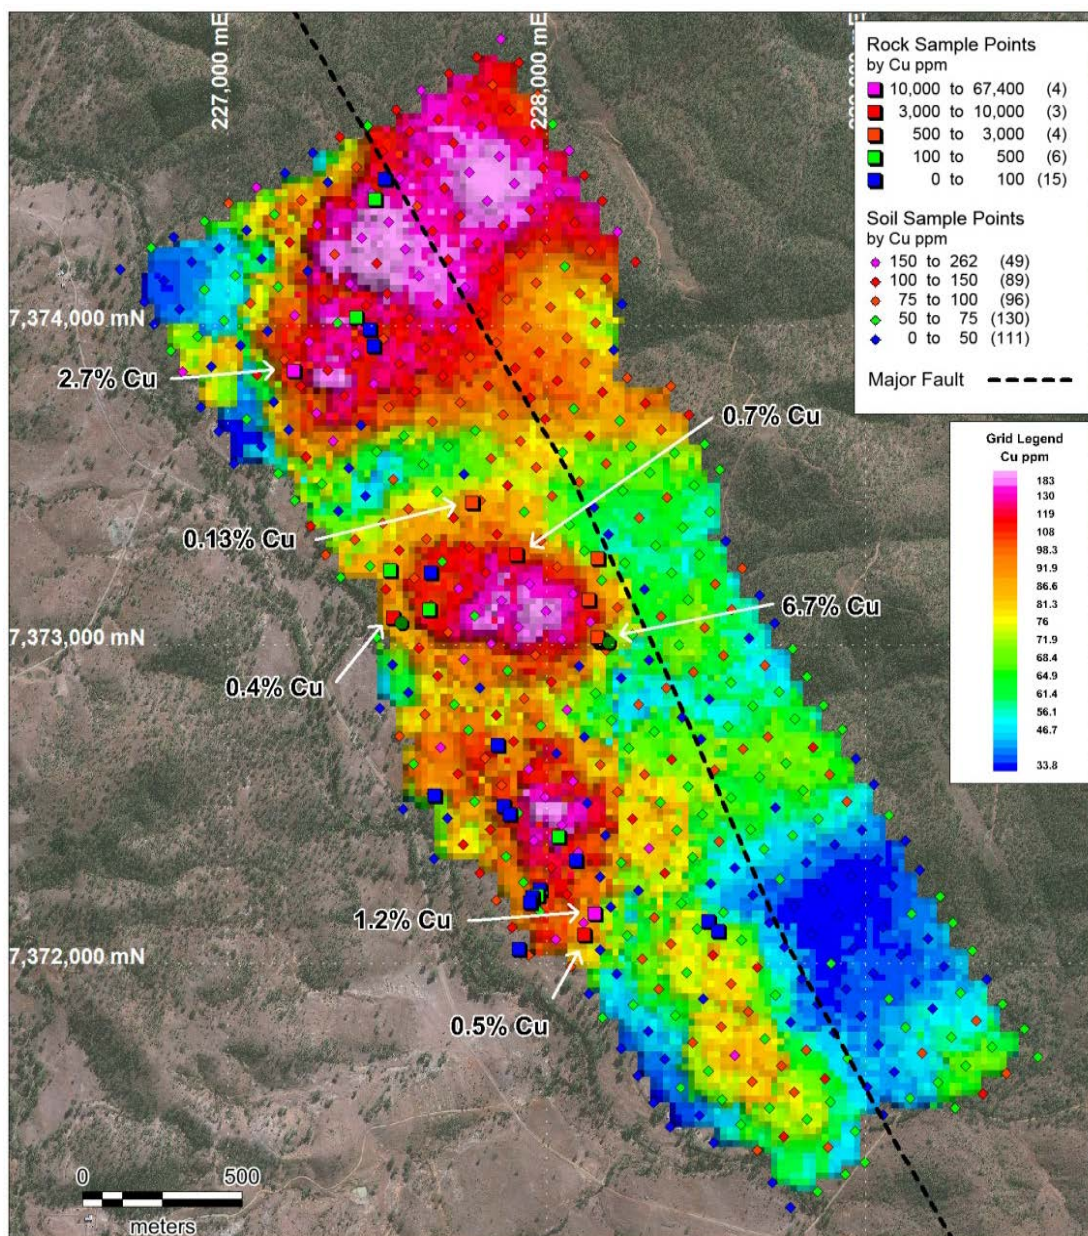 227,000 mE
228,000 mE
Rock Sample Points
by Cu ppm
10,000 to 67,400 (4)
3,000 to 10,000 (3)
500 to 3,000 (4)
100 to 500 (6)
0 to 100 (15)
Soil Sample Points
by Cu ppm
150 to 262 (49)
100 to 150 (89)
75 to 100 (96)
50 to 75 (130)
0 to 50 (111)
Major Fault
7,374,000 mN
2.7% Cu
0.7% Cu
Grid Legend
Cu ppm
183
130
119
108
98.3
91.9
86.6
81.3
76
71.9
68.4
64.9
61.4
56.1
46.7
33.8
0.13% Cu
6.7% Cu
7,373,000 mN
0.4% Cu
1.2% Cu
7,372,000 mN
0.5% Cu
0 500
meters